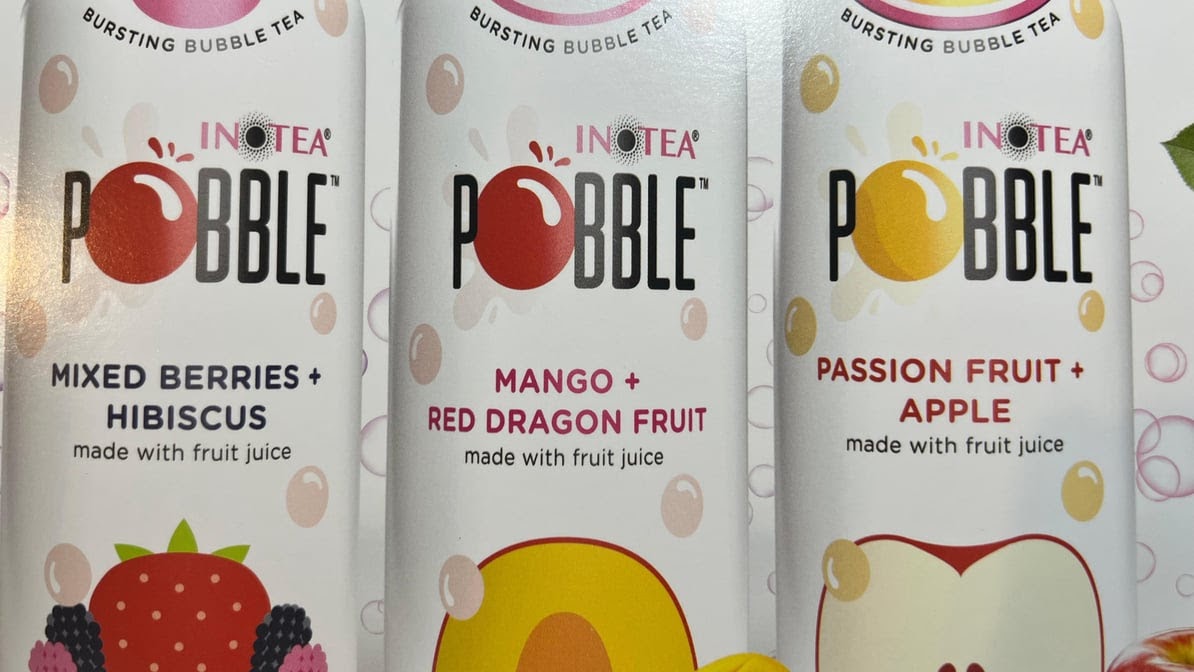 BURSTING BUBBLE TEA
INOTEA®
POBBLE™
MIXED BERRIES +
HIBISCUS
made with fruit juice
BURSTING BUBBLE TEA
INOTEA®
POBBLE™
MANGO +
RED DRAGON FRUIT
made with fruit juice
BURSTING BUBBLE TEA
INOTEA®
POBBLE™
PASSION FRUIT +
APPLE
made with fruit juice